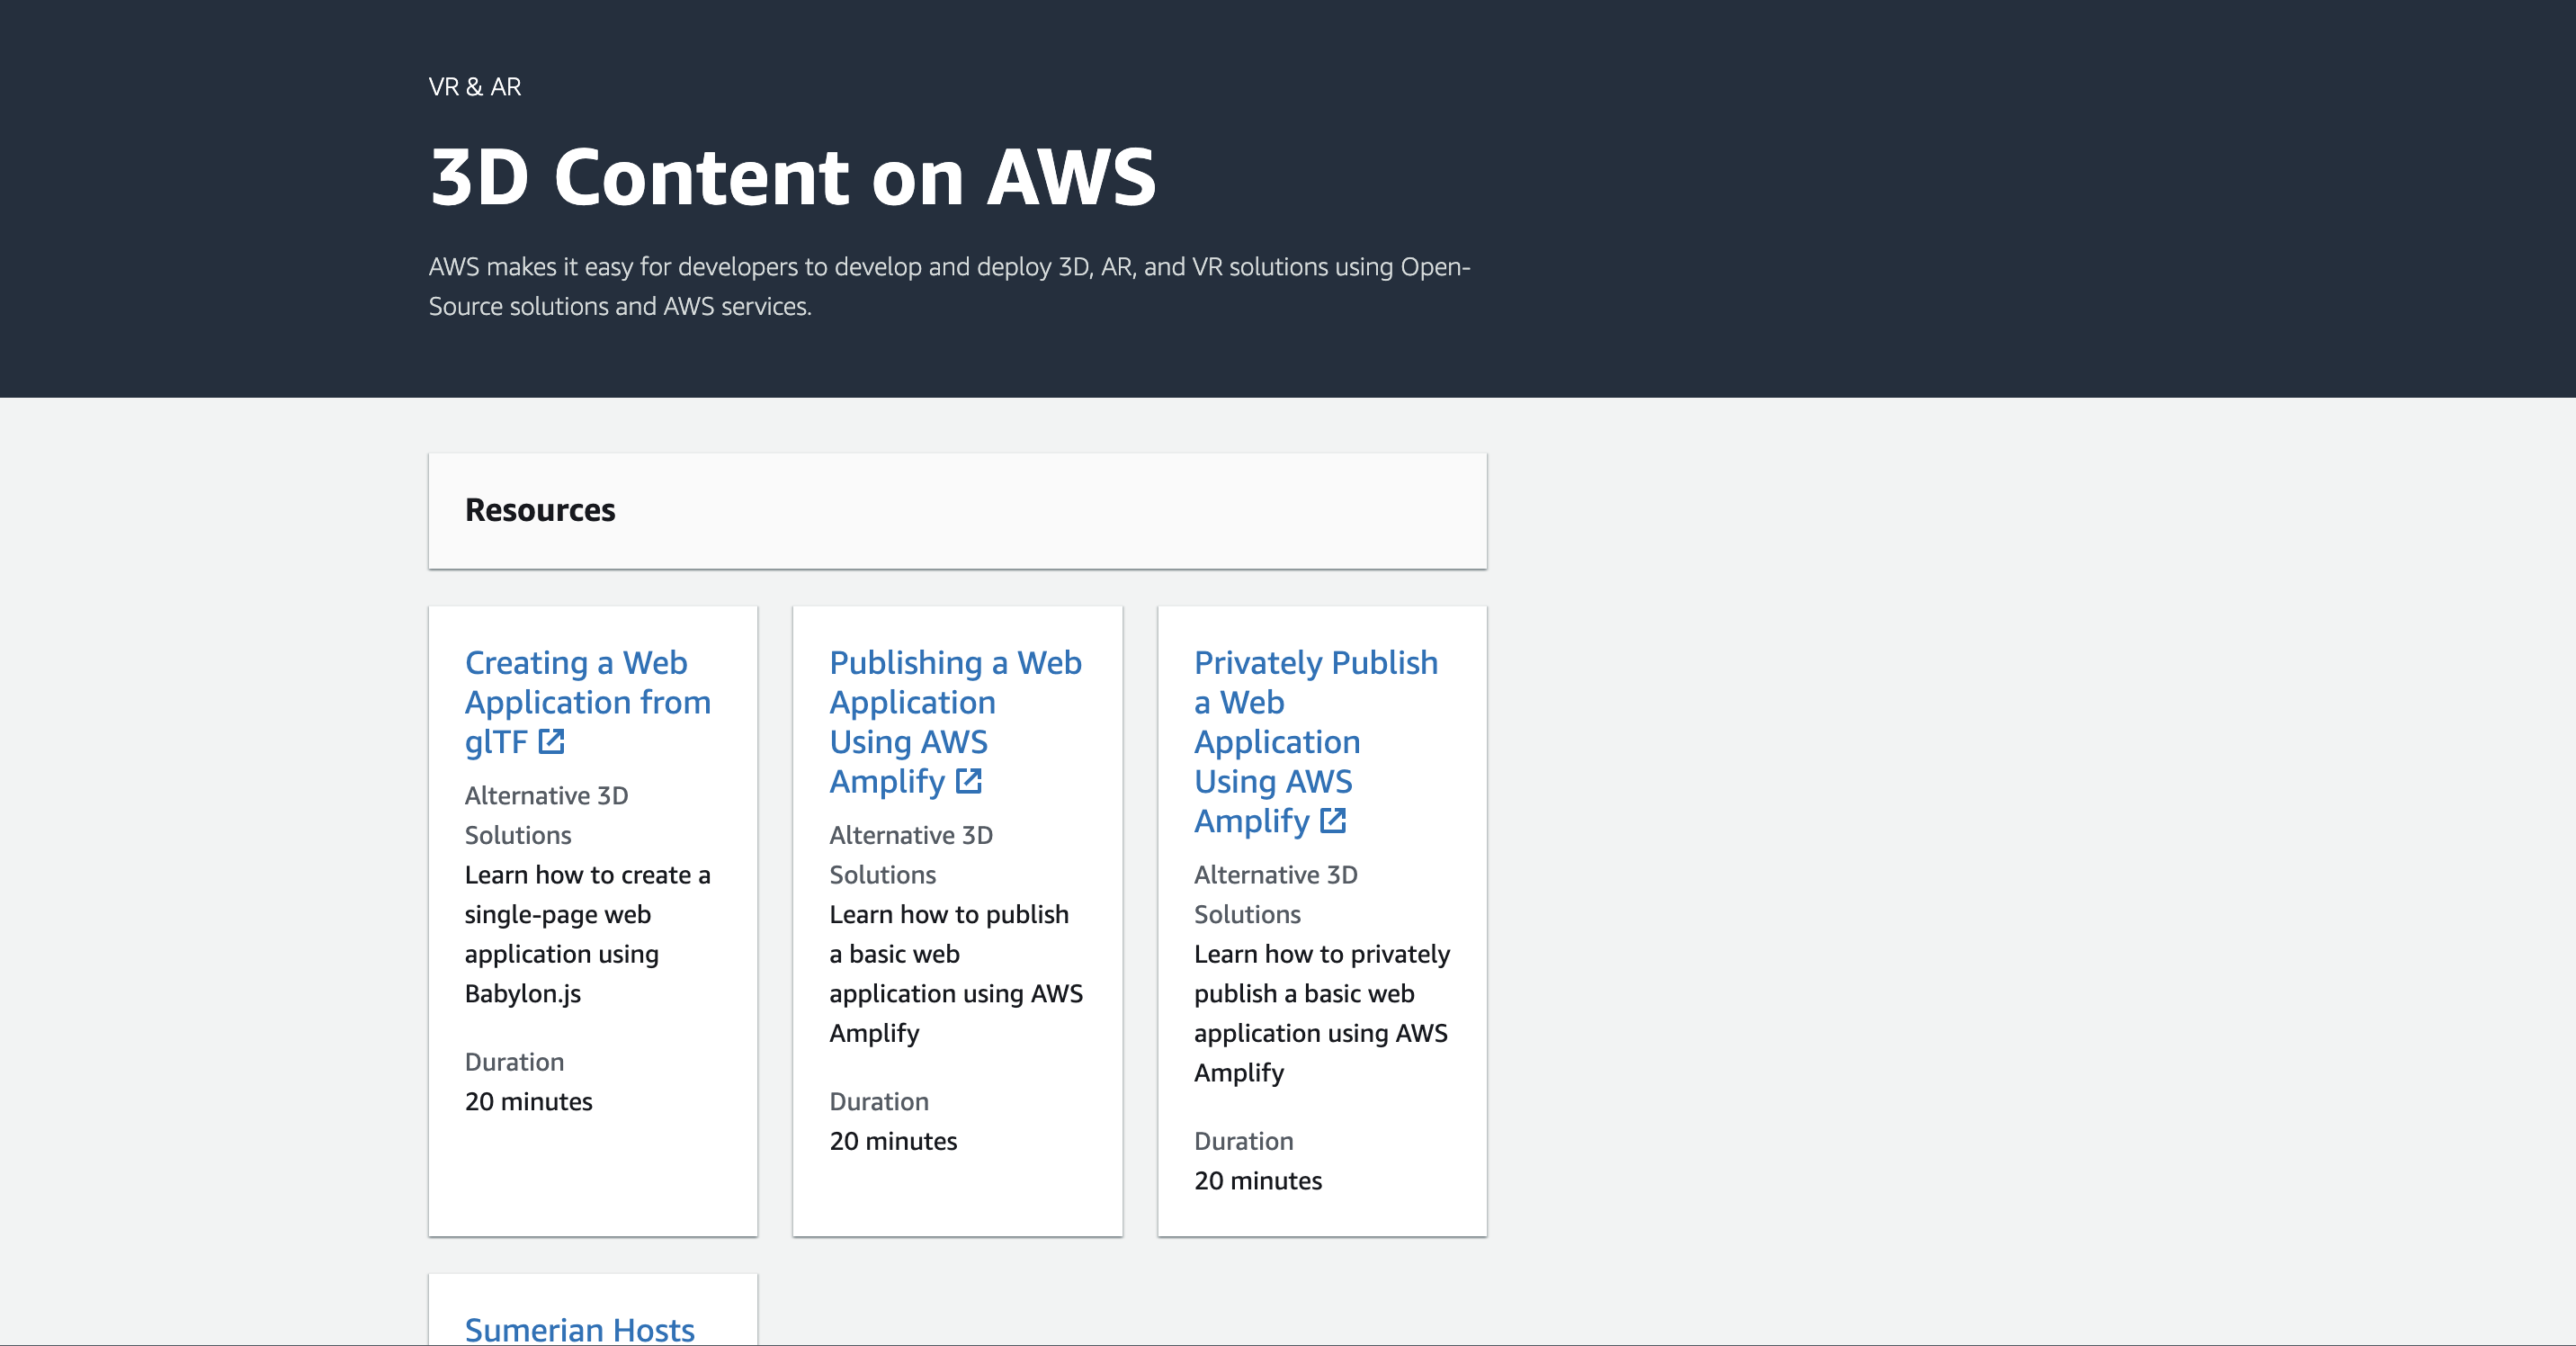 VR & AR
3D Content on AWS
AWS makes it easy for developers to develop and deploy 3D, AR, and VR solutions using Open-
Source solutions and AWS services.
Resources
Creating a Web
Application from
glTF
Alternative 3D
Solutions
Learn how to create a
single-page web
application using
Babylon.js
Duration
20 minutes
Publishing a Web
Application
Using AWS
Amplify
Alternative 3D
Solutions
Learn how to publish
a basic web
application using AWS
Amplify
Duration
20 minutes
Privately Publish
a Web
Application
Using AWS
Amplify
Alternative 3D
Solutions
Learn how to privately
publish a basic web
application using AWS
Amplify
Duration
20 minutes
Sumerian Hosts